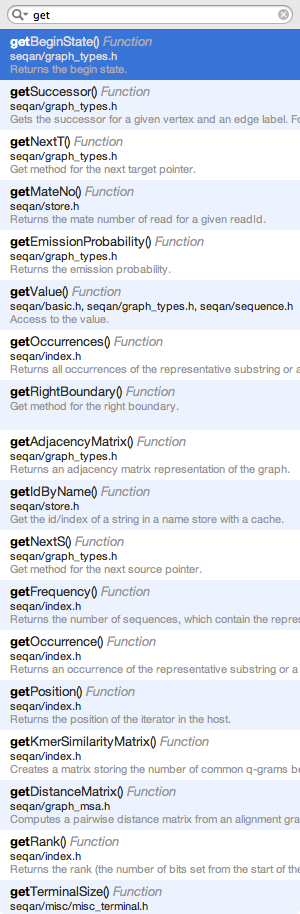 get
getBeginState() Function
seqan/graph_types.h
Returns the begin state.
getSuccessor() Function
seqan/graph_types.h
Gets the successor for a given vertex and an edge label. Fo
getNextT() Function
seqan/graph_types.h
Get method for the next target pointer.
getMateNo() Function
seqan/store.h
Returns the mate number of read for a given readId.
getEmissionProbability() Function
seqan/graph_types.h
Returns the emission probability.
getValue() Function
seqan/basic.h, seqan/graph_types.h, seqan/sequence.h
Access to the value.
getOccurrences() Function
seqan/index.h
Returns all occurrences of the representative substring or a
getRightBoundary() Function
Get method for the right boundary.
getAdjacencyMatrix() Function
seqan/graph_types.h
Returns an adjacency matrix representation of the graph.
getIdByName() Function
seqan/store.h
Get the id/index of a string in a name store with a cache.
getNextS() Function
seqan/graph_types.h
Get method for the next source pointer.
getFrequency() Function
seqan/index.h
Returns the number of sequences, which contain the repres
getOccurrence() Function
seqan/index.h
Returns an occurrence of the representative substring or a
getPosition() Function
seqan/index.h
Returns the position of the iterator in the host.
getKmerSimilarityMatrix() Function
seqan/index.h
Creates a matrix storing the number of common q-grams be
getDistanceMatrix() Function
seqan/graph_msa.h
Computes a pairwise distance matrix from an alignment gra
getRank() Function
seqan/index.h
Returns the rank (the number of bits set from the start of the
getTerminalSize() Function
seqan/misc/misc_terminal.h